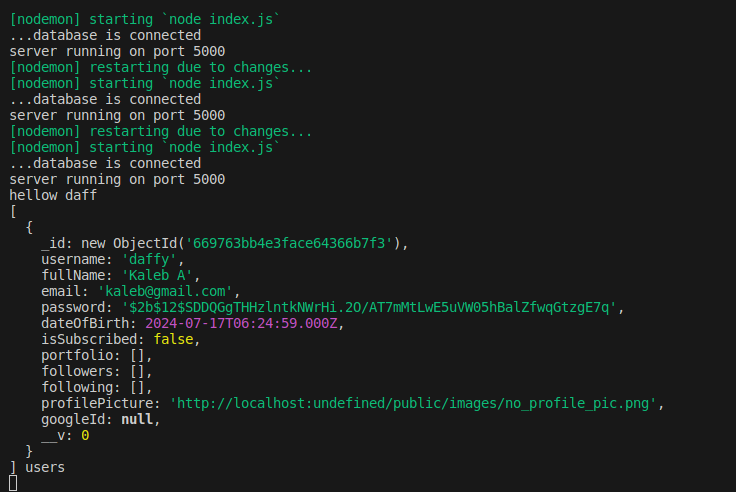 [nodemon] starting `node index.js`
...database is connected
server running on port 5000
[nodemon] restarting due to changes...
[nodemon] starting `node index.js`
...database is connected
server running on port 5000
[nodemon] restarting due to changes...
[nodemon] starting `node index.js`
...database is connected
server running on port 5000
hellow daff
[
  {
    _id: new ObjectId('669763bb4e3face64366b7f3'),
    username: 'daffy',
    fullName: 'Kaleb A',
    email: 'kaleb@gmail.com',
    password: '$2b$12$SDDQGgTHHzlntkNWrHi.2O/AT7mMtLwE5uVW05hBalZfwqGtzgE7q',
    dateOfBirth: 2024-07-17T06:24:59.000Z,
    isSubscribed: false,
    portfolio: [],
    followers: [],
    following: [],
    profilePicture: 'http://localhost:undefined/public/images/no_profile_pic.png',
    googleId: null,
    __v: 0
  }
] users